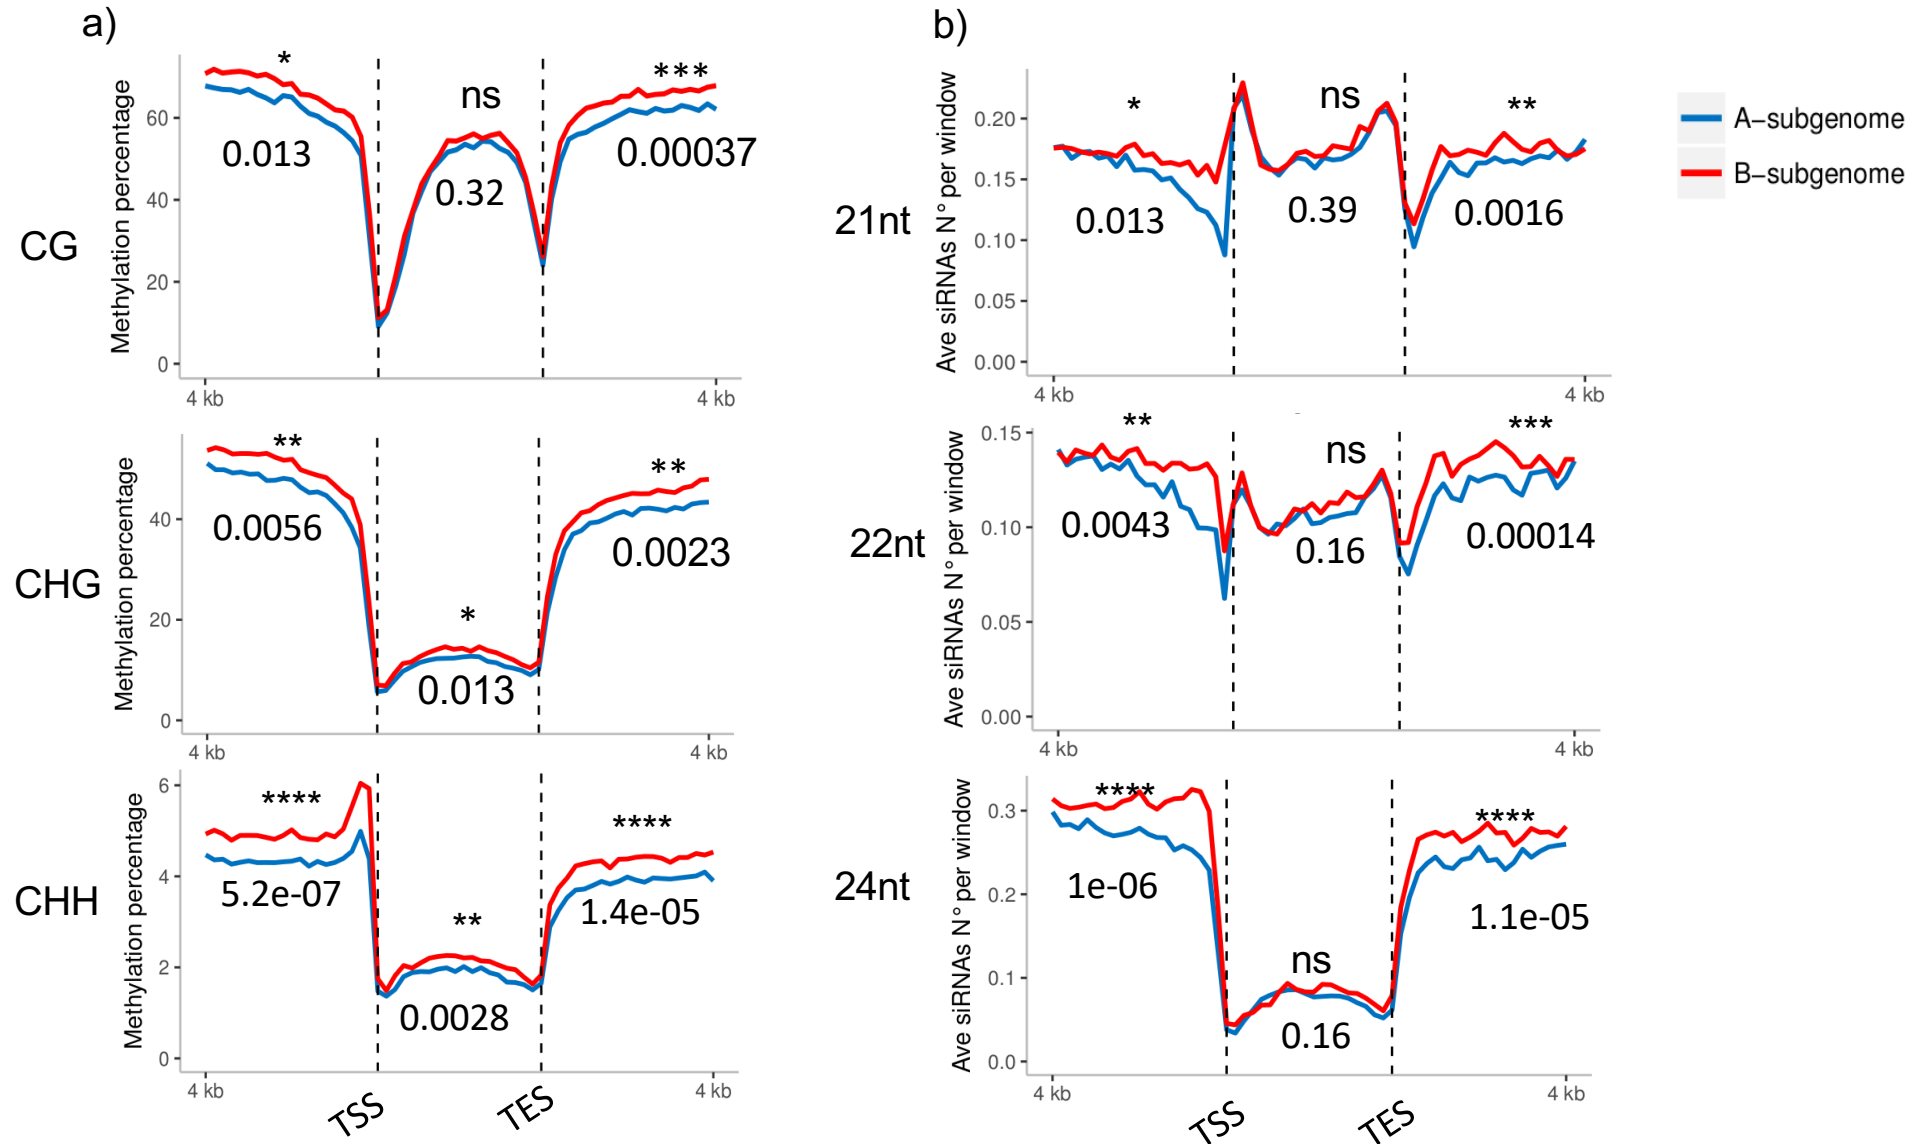 a)
CG
Methylation percentage
60
40
20
0
*
ns
***
0.013
0.32
0.00037
4 kb
4 kb
CHG
Methylation percentage
40
20
0
**
*
**
0.0056
0.013
0.0023
4 kb
4 kb
CHH
Methylation percentage
6
4
2
0
****
**
****
5.2e-07
0.0028
1.4e-05
4 kb
TSS
TES
4 kb
b)
21nt
Ave siRNAs N° per window
0.20
0.15
0.10
0.05
0.00
*
ns
**
0.013
0.39
0.0016
4 kb
4 kb
22nt
Ave siRNAs N° per window
0.15
0.10
0.05
0.00
**
ns
***
0.0043
0.16
0.00014
4 kb
4 kb
24nt
Ave siRNAs N° per window
0.3
0.2
0.1
0.0
****
ns
****
1e-06
0.16
1.1e-05
4 kb
TSS
TES
4 kb
A−subgenome
B−subgenome